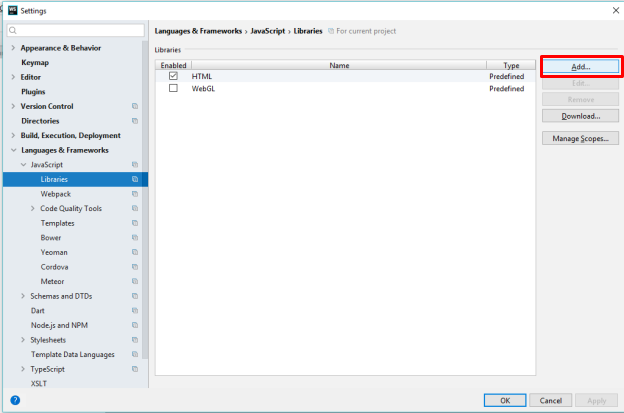 WS Settings
Languages & Frameworks › JavaScript › Libraries For current project
Appearance & Behavior
Keymap
Editor
Plugins
Version Control
Directories
Build, Execution, Deployment
Languages & Frameworks
JavaScript
Libraries
Webpack
Code Quality Tools
Templates
Bower
Yeoman
Cordova
Meteor
Schemas and DTDs
Dart
Node.js and NPM
Stylesheets
Template Data Languages
TypeScript
XSLT
Libraries
Enabled Name Type
HTML Predefined
WebGL Predefined
Add...
Edit...
Remove
Download...
Manage Scopes...
? OK Cancel Apply